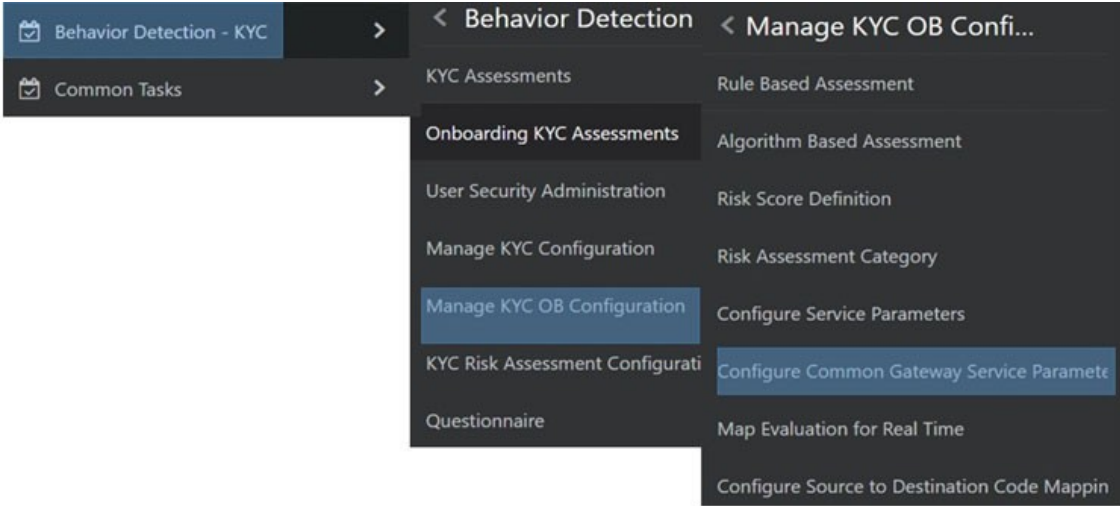 Behavior Detection - KYC
Common Tasks
Behavior Detection
KYC Assessments
Onboarding KYC Assessments
User Security Administration
Manage KYC Configuration
Manage KYC OB Configuration
KYC Risk Assessment Configurati
Questionnaire
Manage KYC OB Confi...
Rule Based Assessment
Algorithm Based Assessment
Risk Score Definition
Risk Assessment Category
Configure Service Parameters
Configure Common Gateway Service Paramete
Map Evaluation for Real Time
Configure Source to Destination Code Mappin